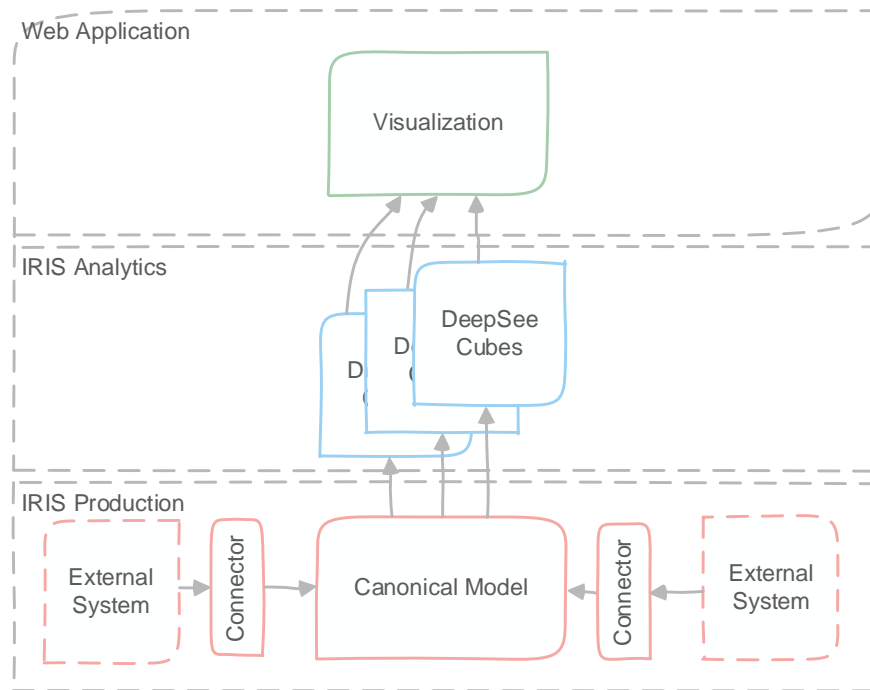 Web Application
Visualization
IRIS Analytics
DeepSee
Cubes
IRIS Production
External
System
Connector
Canonical Model
Connector
External
System